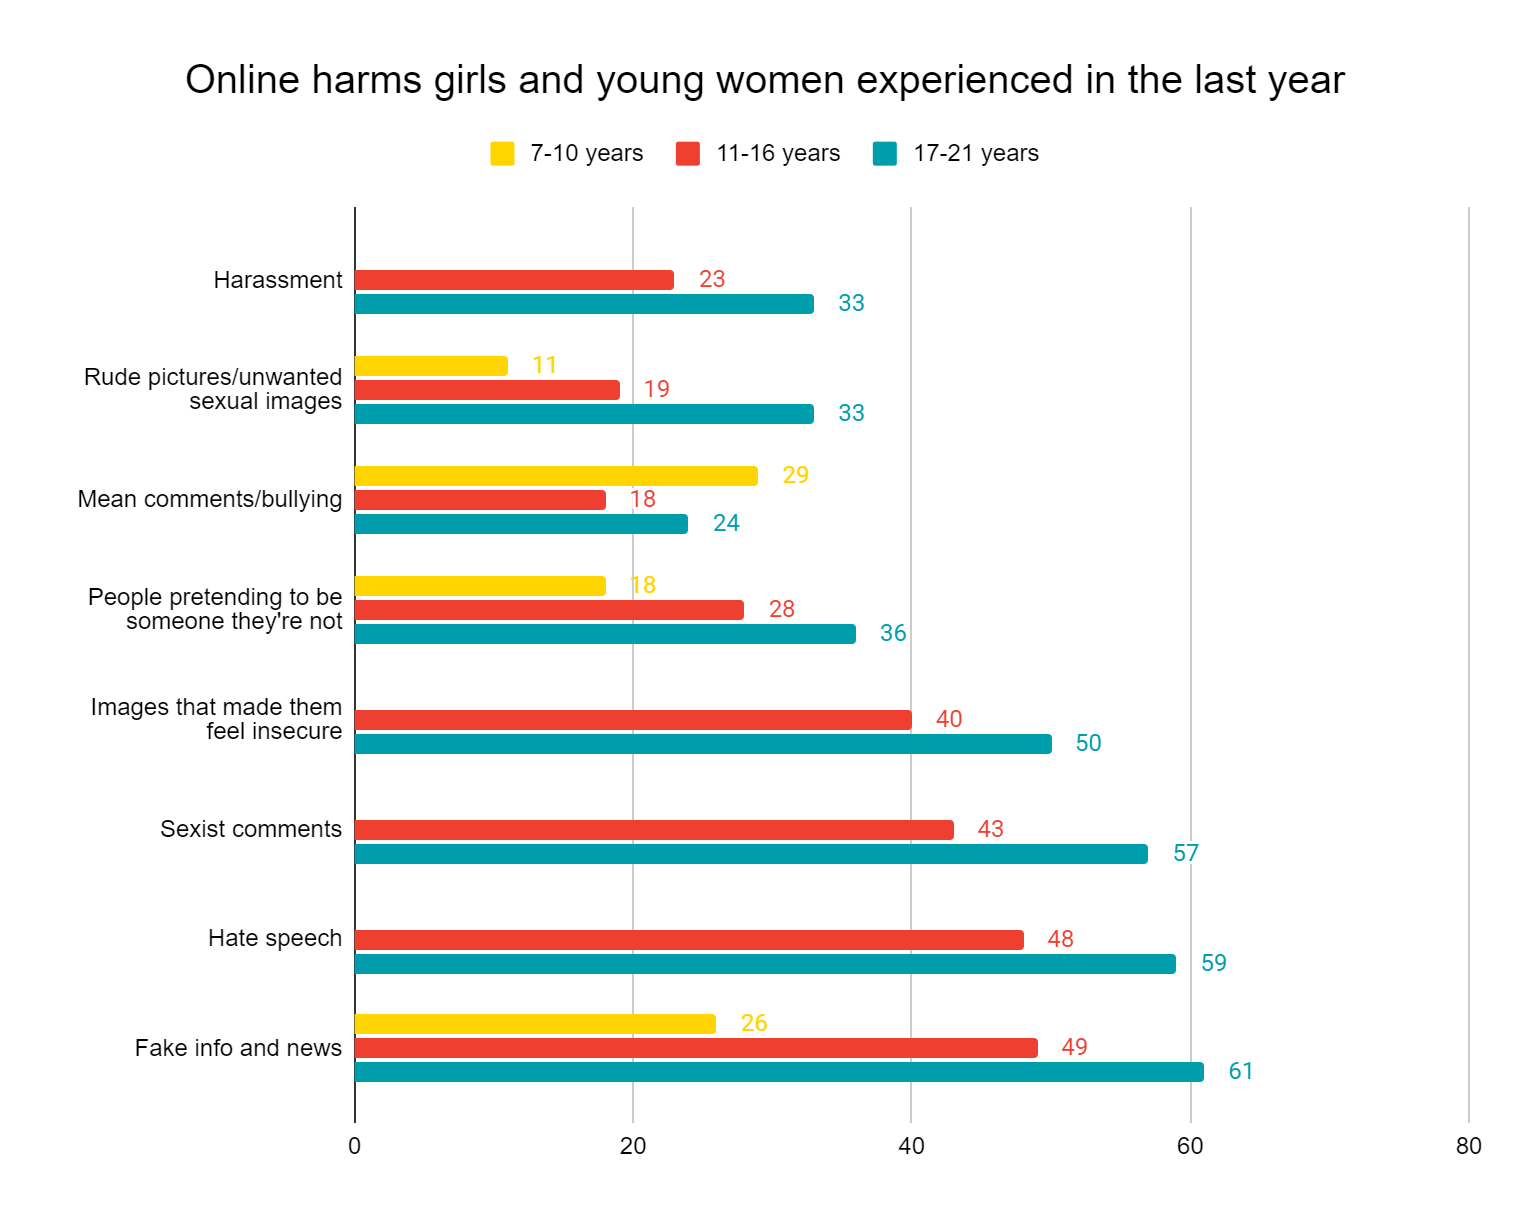 Online harms girls and young women experienced in the last year
7-10 years
11-16 years
17-21 years
Harassment
23
33
Rude pictures/unwanted
sexual images
11
19
33
Mean comments/bullying
29
18
24
People pretending to be
someone they're not
18
28
36
Images that made them
feel insecure
40
50
Sexist comments
43
57
Hate speech
48
59
Fake info and news
26
49
61
0
20
40
60
80